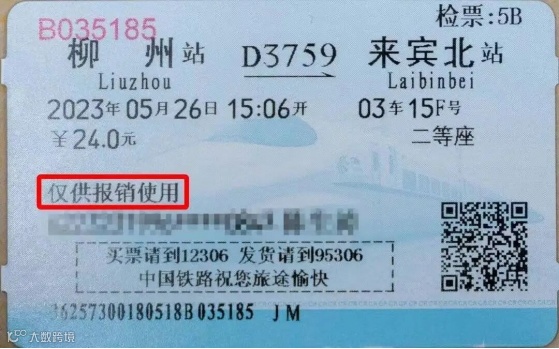 B035185
检票:5B
柳 州站 D3759 来宾北站
Liuzhou Laibinbei
2023年05月26日15:06开 03车15F号
￥24.0元 二等座
仅供报销使用
买票请到12306 发货请到95306
中国铁路祝您旅途愉快
36257300180518B035185 JM
大数跨境